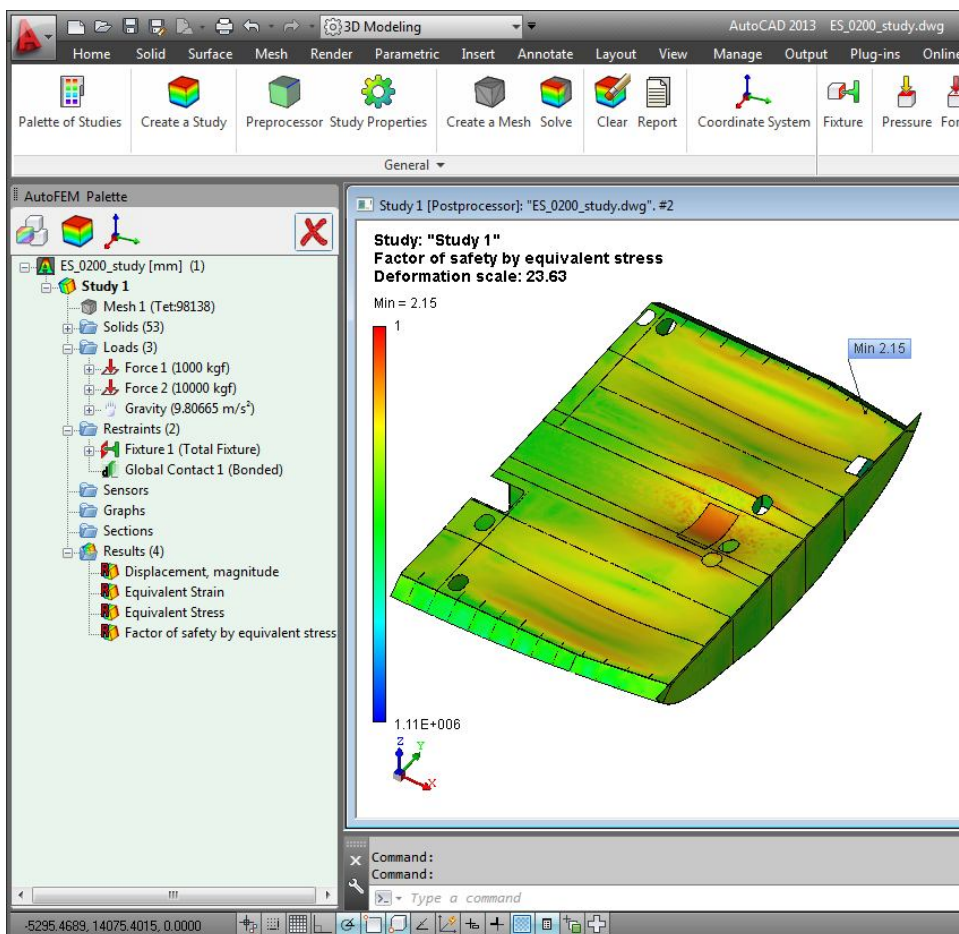 3D Modeling
AutoCAD 2013 ES_0200_study.dwg
Home Solid Surface Mesh Render Parametric Insert Annotate Layout View Manage Output Plug-ins Online
Palette of Studies Create a Study Preprocessor Study Properties Create a Mesh Solve Clear Report Coordinate System Fixture Pressure For
General
AutoFEM Palette
ES_0200_study [mm] (1)
Study 1
Mesh 1 (Tet:98138)
Solids (53)
Loads (3)
Force 1 (1000 kgf)
Force 2 (10000 kgf)
Gravity (9.80665 m/s²)
Restraints (2)
Fixture 1 (Total Fixture)
Global Contact 1 (Bonded)
Sensors
Graphs
Sections
Results (4)
Displacement, magnitude
Equivalent Strain
Equivalent Stress
Factor of safety by equivalent stress
Study 1 [Postprocessor]: "ES_0200_study.dwg". #2
Study: "Study 1"
Factor of safety by equivalent stress
Deformation scale: 23.63
Min = 2.15
1
Min 2.15
1.11E+006
Z
Y
X
Command:
Command:
Type a command
-5295.4689, 14075.4015, 0.0000